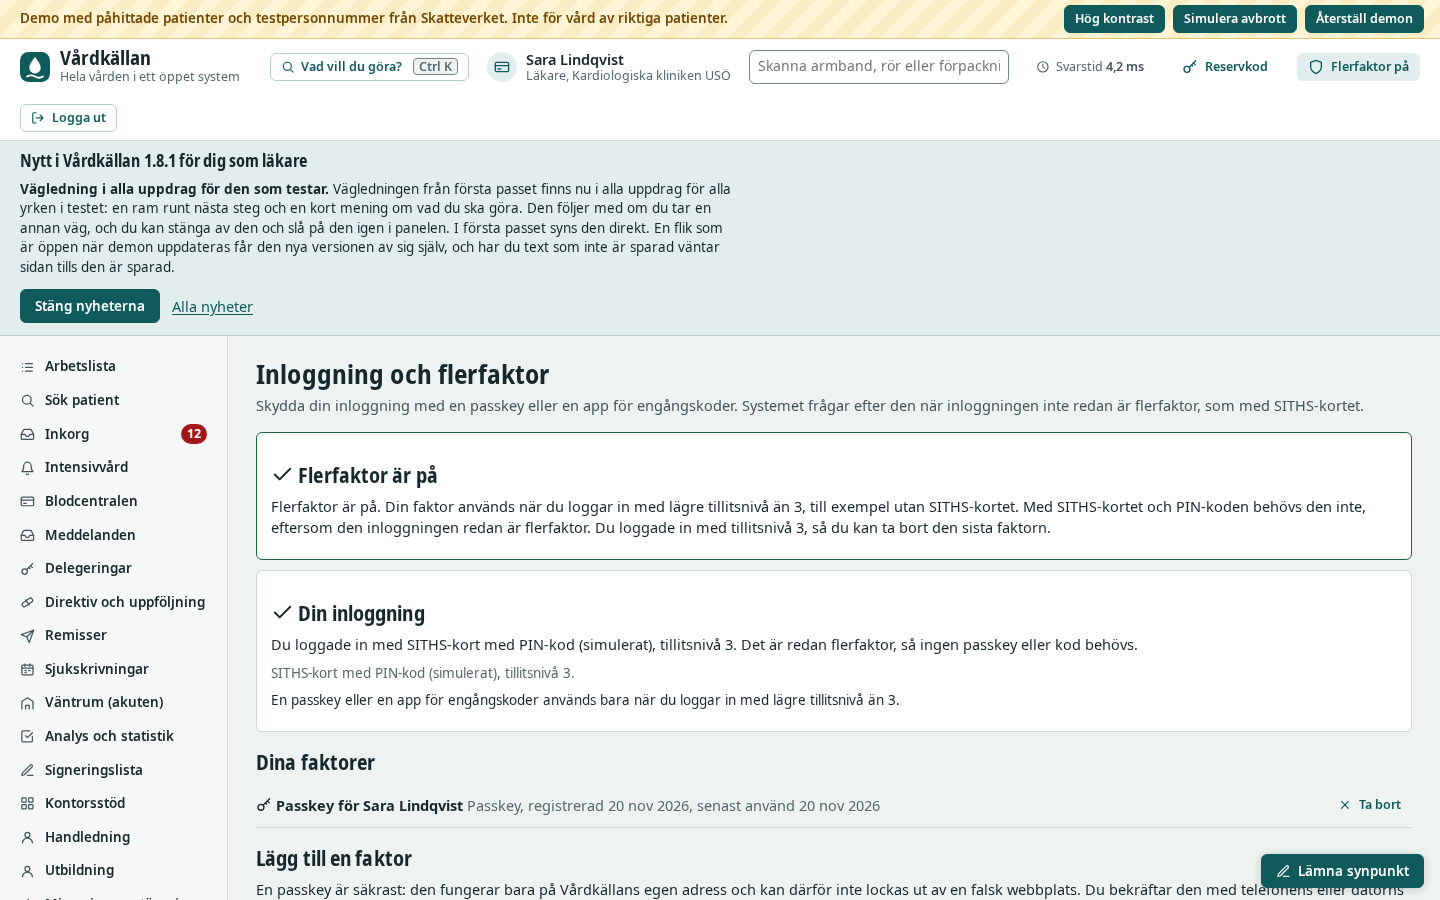 Demo med påhittade patienter och testpersonnummer från Skatteverket. Inte för vård av riktiga patienter.
Hög kontrast
Simulera avbrott
Återställ demon
Vårdkällan
Hela vården i ett öppet system
Vad vill du göra?
Ctrl K
Sara Lindqvist
Läkare, Kardiologiska kliniken USÖ
Skanna armband, rör eller förpackni
Svarstid 4,2 ms
Reservkod
Flerfaktor på
Logga ut
Nytt i Vårdkällan 1.8.1 för dig som läkare
Vägledning i alla uppdrag för den som testar. Vägledningen från första passet finns nu i alla uppdrag för alla
yrken i testet: en ram runt nästa steg och en kort mening om vad du ska göra. Den följer med om du tar en
annan väg, och du kan stänga av den och slå på den igen i panelen. I första passet syns den direkt. En flik som
är öppen när demon uppdateras får den nya versionen av sig själv, och har du text som inte är sparad väntar
sidan tills den är sparad.
Stäng nyheterna
Alla nyheter
Arbetslista
Sök patient
Inkorg
12
Intensivvård
Blodcentralen
Meddelanden
Delegeringar
Direktiv och uppföljning
Remisser
Sjukskrivningar
Väntrum (akuten)
Analys och statistik
Signeringslista
Kontorsstöd
Handledning
Utbildning
Inloggning och flerfaktor
Skydda din inloggning med en passkey eller en app för engångskoder. Systemet frågar efter den när inloggningen inte redan är flerfaktor, som med SITHS-kortet.
Flerfaktor är på
Flerfaktor är på. Din faktor används när du loggar in med lägre tillitsnivå än 3, till exempel utan SITHS-kortet. Med SITHS-kortet och PIN-koden behövs den inte,
eftersom den inloggningen redan är flerfaktor. Du loggade in med tillitsnivå 3, så du kan ta bort den sista faktorn.
Din inloggning
Du loggade in med SITHS-kort med PIN-kod (simulerat), tillitsnivå 3. Det är redan flerfaktor, så ingen passkey eller kod behövs.
SITHS-kort med PIN-kod (simulerat), tillitsnivå 3.
En passkey eller en app för engångskoder används bara när du loggar in med lägre tillitsnivå än 3.
Dina faktorer
Passkey för Sara Lindqvist Passkey, registrerad 20 nov 2026, senast använd 20 nov 2026
Ta bort
Lägg till en faktor
En passkey är säkrast: den fungerar bara på Vårdkällans egen adress och kan därför inte lockas ut av en falsk webbplats. Du bekräftar den med telefonens eller datorns
Lämna synpunkt